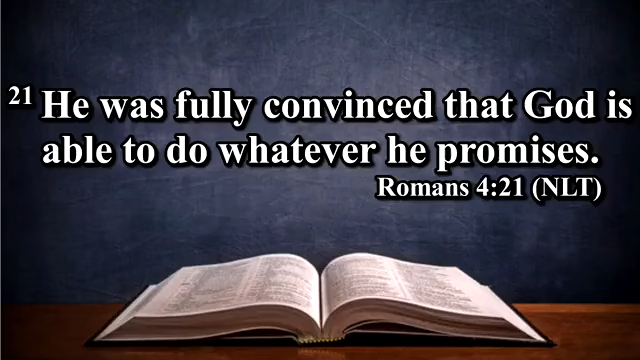 21 He was fully convinced that God is
able to do whatever he promises.
Romans 4:21 (NLT)